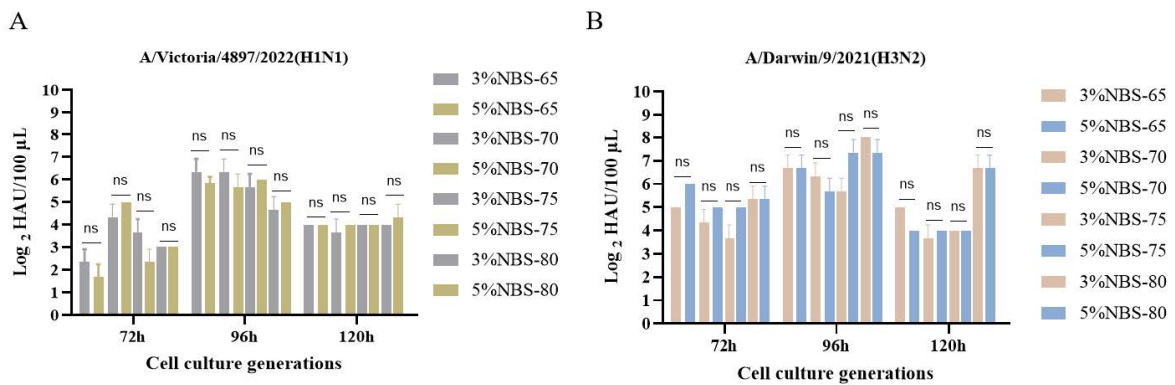 A
A/Victoria/4897/2022(H1N1)
Log 2 HAU/100 μL
10
9
8
7
6
5
4
3
2
1
0
ns
ns
ns
ns
ns
ns
ns
ns
ns
ns
ns
ns
72h
96h
120h
Cell culture generations
3%NBS-65
5%NBS-65
3%NBS-70
5%NBS-70
3%NBS-75
5%NBS-75
3%NBS-80
5%NBS-80
B
A/Darwin/9/2021(H3N2)
Log 2 HAU/100 μL
10
9
8
7
6
5
4
3
2
1
0
ns
ns
ns
ns
ns
ns
ns
ns
ns
ns
ns
ns
72h
96h
120h
Cell culture generations
3%NBS-65
5%NBS-65
3%NBS-70
5%NBS-70
3%NBS-75
5%NBS-75
3%NBS-80
5%NBS-80